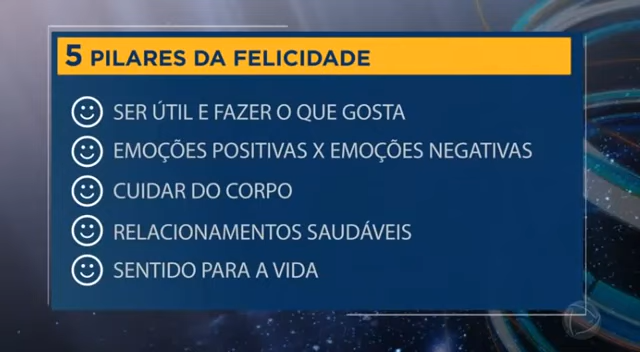 5 PILARES DA FELICIDADE
SER ÚTIL E FAZER O QUE GOSTA
EMOÇÕES POSITIVAS X EMOÇÕES NEGATIVAS
CUIDAR DO CORPO
RELACIONAMENTOS SAUDÁVEIS
SENTIDO PARA A VIDA